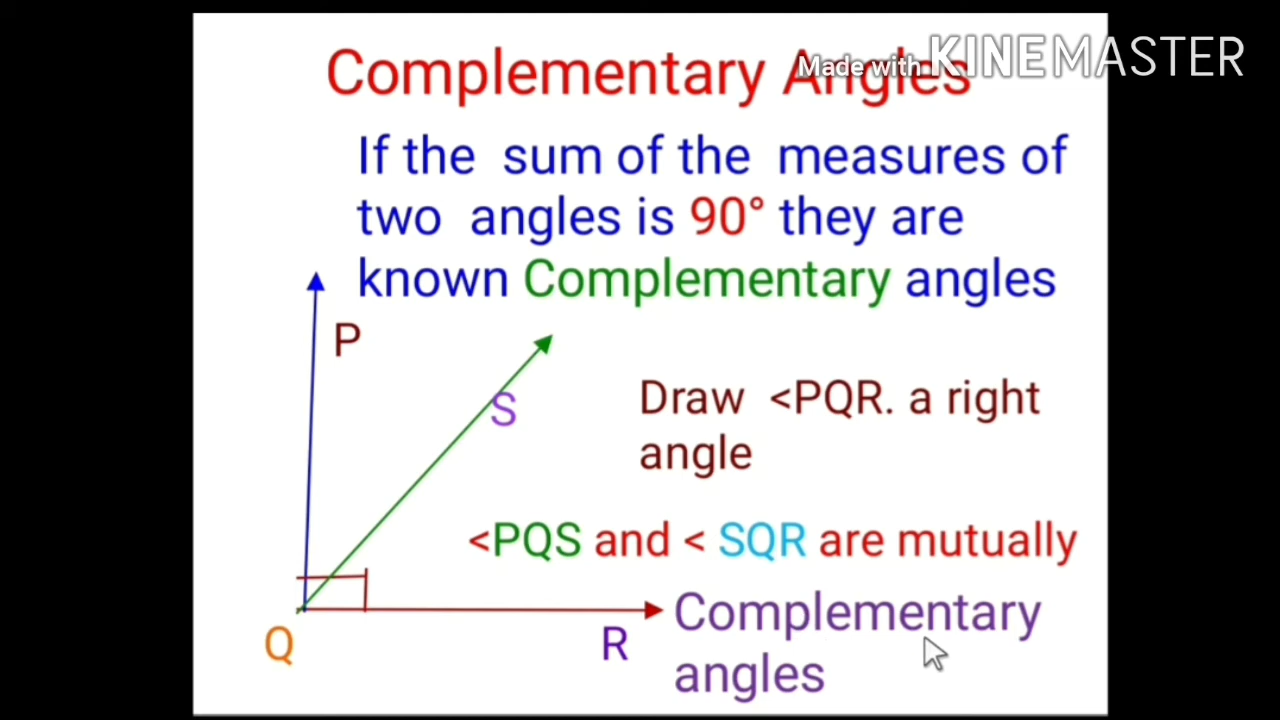 Complementary Angles
Made with KINEMASTER
If the sum of the measures of
two angles is 90° they are
known Complementary angles
P
S
Draw <PQR. a right
angle
<PQS and < SQR are mutually
Complementary
angles
Q
R